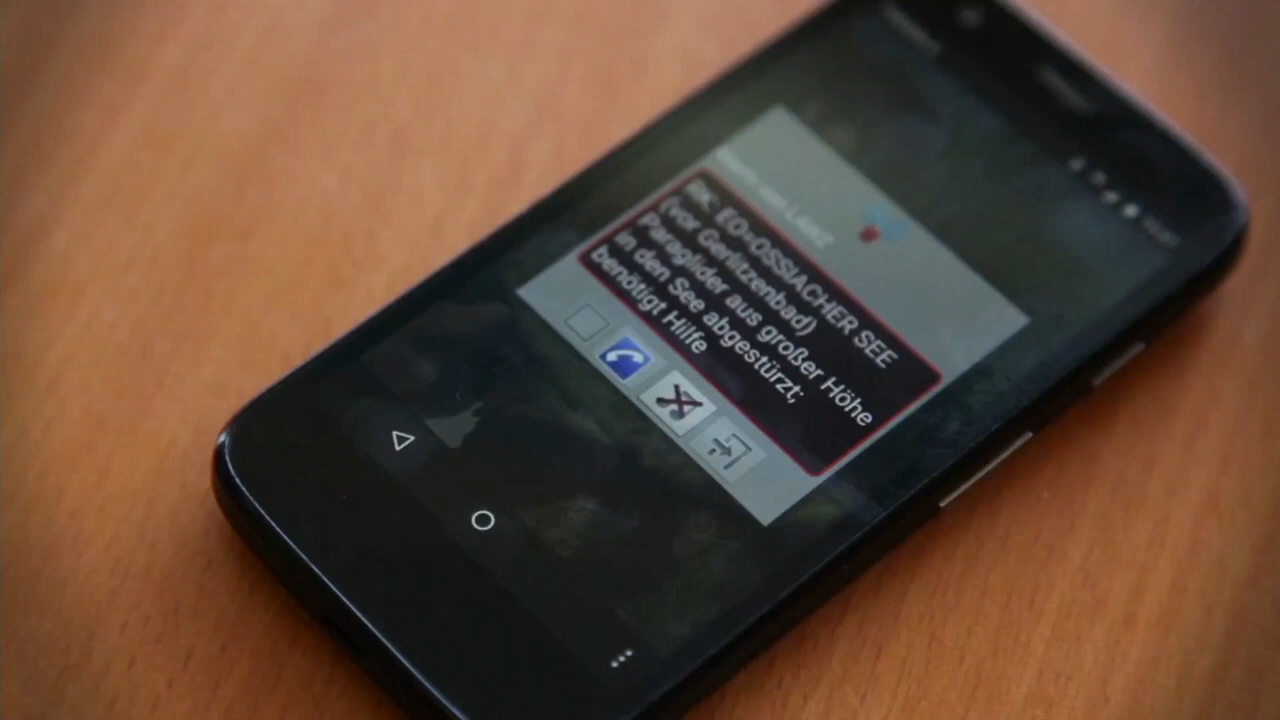 EO=OSSIACHER SEE
(vor Gerlitzenbad)
Paraglider aus großer Höhe
in den See abgestürzt;
benötigt Hilfe